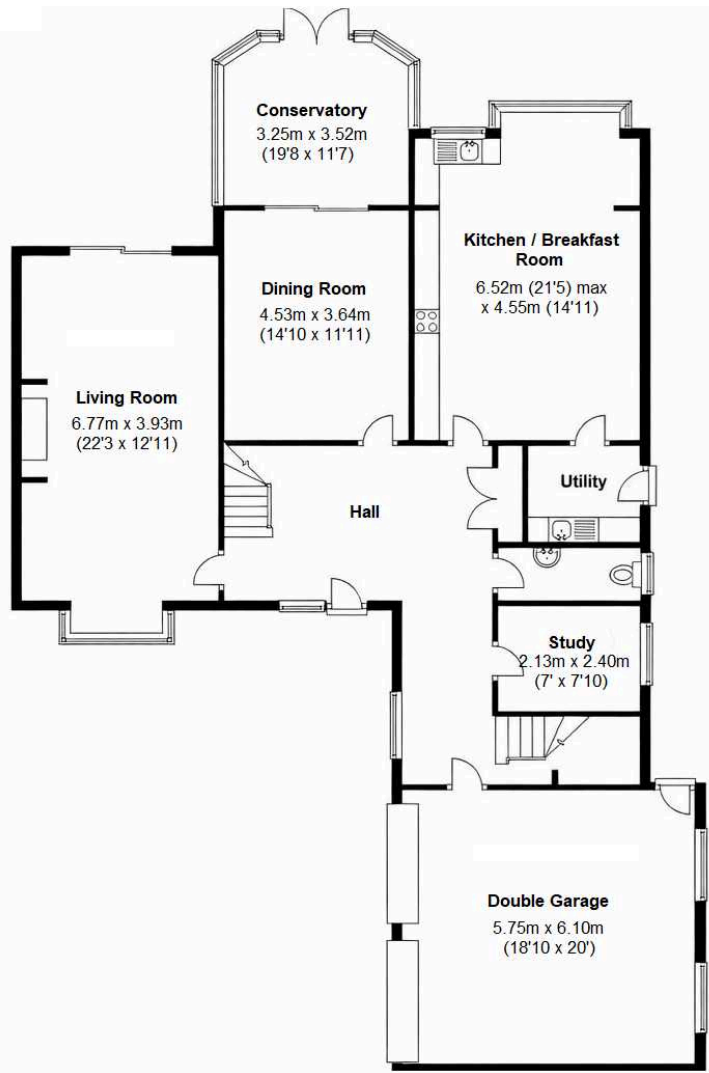 Conservatory
3.25m x 3.52m
(19'8 x 11'7)
Kitchen / Breakfast
Room
6.52m (21'5) max
x 4.55m (14'11)
Dining Room
4.53m x 3.64m
(14'10 x 11'11)
Living Room
6.77m x 3.93m
(22'3 x 12'11)
Hall
Utility
Study
2.13m x 2.40m
(7' x 7'10)
Double Garage
5.75m x 6.10m
(18'10 x 20')